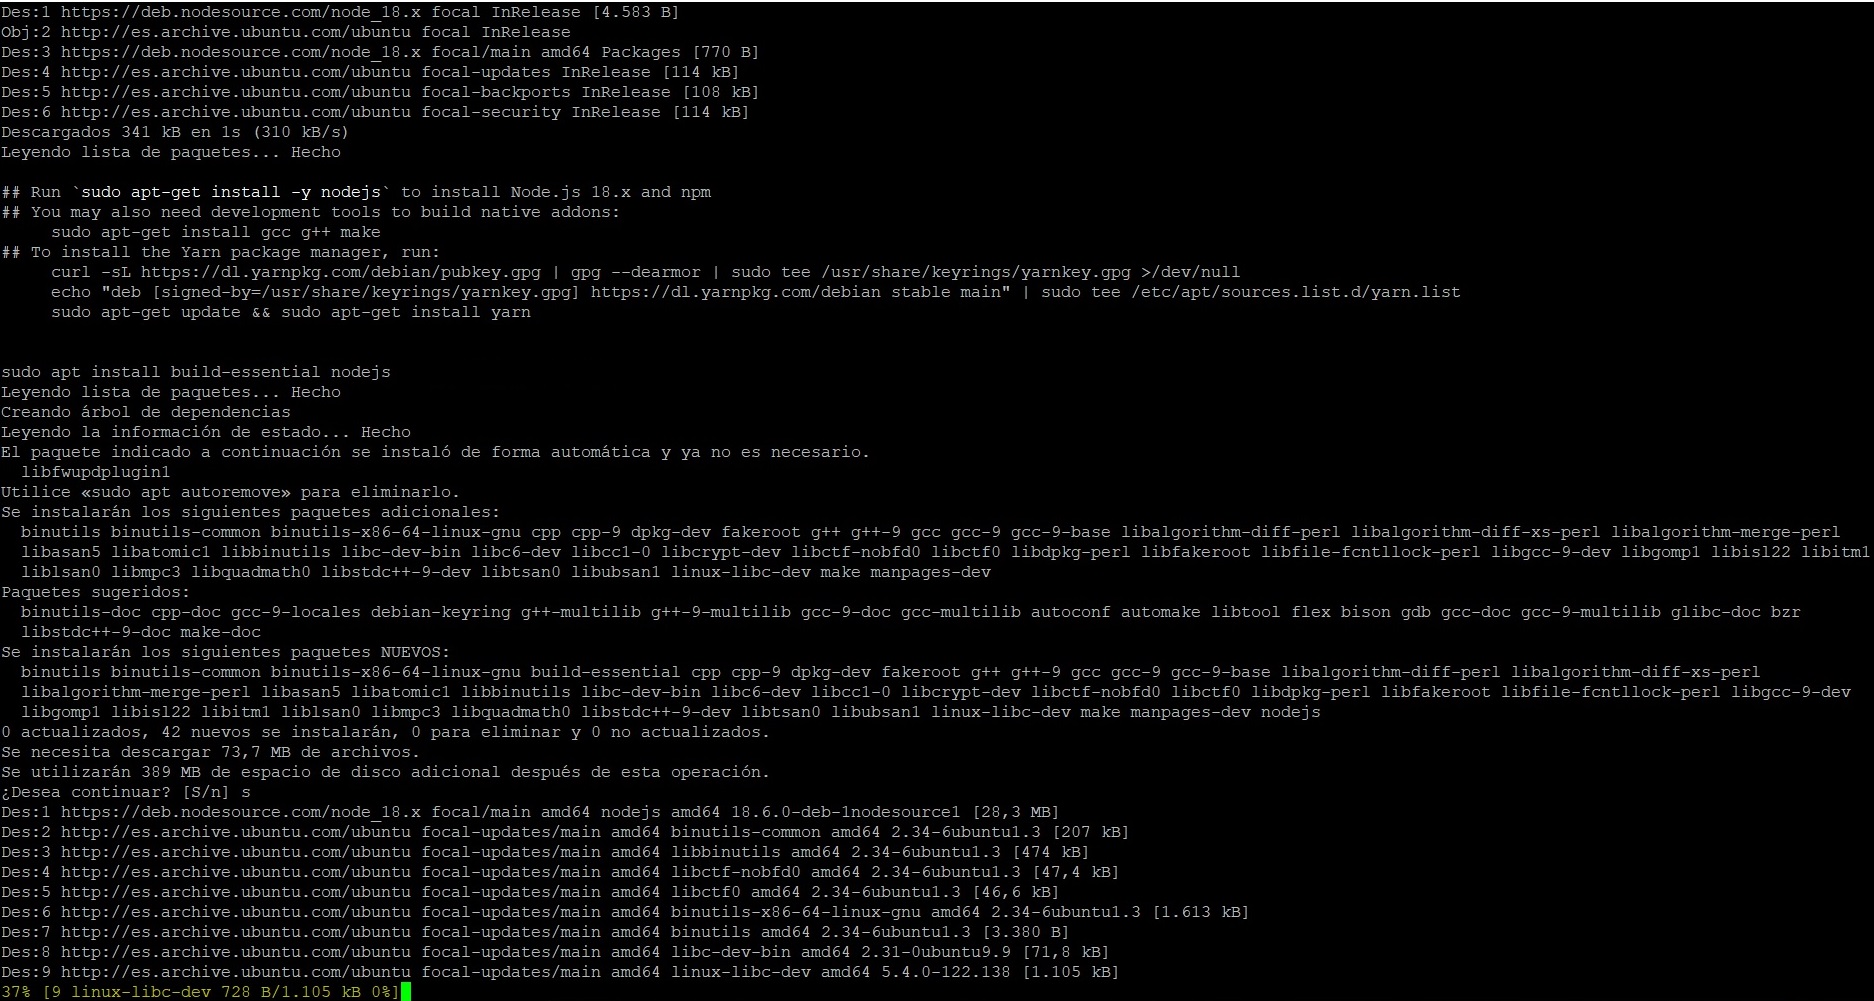 Des:1 https://deb.nodesource.com/node_18.x focal InRelease [4.583 B]
Obj:2 http://es.archive.ubuntu.com/ubuntu focal InRelease
Des:3 https://deb.nodesource.com/node_18.x focal/main amd64 Packages [770 B]
Des:4 http://es.archive.ubuntu.com/ubuntu focal-updates InRelease [114 kB]
Des:5 http://es.archive.ubuntu.com/ubuntu focal-backports InRelease [108 kB]
Des:6 http://es.archive.ubuntu.com/ubuntu focal-security InRelease [114 kB]
Descargados 341 kB en 1s (310 kB/s)
Leyendo lista de paquetes... Hecho
## Run `sudo apt-get install -y nodejs` to install Node.js 18.x and npm
## You may also need development tools to build native addons:
     sudo apt-get install gcc g++ make
## To install the Yarn package manager, run:
     curl -sL https://dl.yarnpkg.com/debian/pubkey.gpg | gpg --dearmor | sudo tee /usr/share/keyrings/yarnkey.gpg >/dev/null
     echo "deb [signed-by=/usr/share/keyrings/yarnkey.gpg] https://dl.yarnpkg.com/debian stable main" | sudo tee /etc/apt/sources.list.d/yarn.list
     sudo apt-get update && sudo apt-get install yarn
sudo apt install build-essential nodejs
Leyendo lista de paquetes... Hecho
Creando árbol de dependencias
Leyendo la información de estado... Hecho
El paquete indicado a continuación se instaló de forma automática y ya no es necesario.
  libfwupdplugin1
Utilice «sudo apt autoremove» para eliminarlo.
Se instalarán los siguientes paquetes adicionales:
  binutils binutils-common binutils-x86-64-linux-gnu cpp cpp-9 dpkg-dev fakeroot g++ g++-9 gcc gcc-9 gcc-9-base libalgorithm-diff-perl libalgorithm-diff-xs-perl libalgorithm-merge-perl
  libasan5 libatomic1 libbinutils libc-dev-bin libc6-dev libcc1-0 libcrypt-dev libctf-nobfd0 libctf0 libdpkg-perl libfakeroot libfile-fcntllock-perl libgcc-9-dev libgomp1 libisl22 libitm1
  liblsan0 libmpc3 libquadmath0 libstdc++-9-dev libtsan0 libubsan1 linux-libc-dev make manpages-dev
Paquetes sugeridos:
  binutils-doc cpp-doc gcc-9-locales debian-keyring g++-multilib g++-9-multilib gcc-9-doc gcc-multilib autoconf automake libtool flex bison gdb gcc-doc gcc-9-multilib glibc-doc bzr
  libstdc++-9-doc make-doc
Se instalarán los siguientes paquetes NUEVOS:
  binutils binutils-common binutils-x86-64-linux-gnu build-essential cpp cpp-9 dpkg-dev fakeroot g++ g++-9 gcc gcc-9 gcc-9-base libalgorithm-diff-perl libalgorithm-diff-xs-perl
  libalgorithm-merge-perl libasan5 libatomic1 libbinutils libc-dev-bin libc6-dev libcc1-0 libcrypt-dev libctf-nobfd0 libctf0 libdpkg-perl libfakeroot libfile-fcntllock-perl libgcc-9-dev
  libgomp1 libisl22 libitm1 liblsan0 libmpc3 libquadmath0 libstdc++-9-dev libtsan0 libubsan1 linux-libc-dev make manpages-dev nodejs
0 actualizados, 42 nuevos se instalarán, 0 para eliminar y 0 no actualizados.
Se necesita descargar 73,7 MB de archivos.
Se utilizarán 389 MB de espacio de disco adicional después de esta operación.
¿Desea continuar? [S/n] s
Des:1 https://deb.nodesource.com/node_18.x focal/main amd64 nodejs amd64 18.6.0-deb-1nodesource1 [28,3 MB]
Des:2 http://es.archive.ubuntu.com/ubuntu focal-updates/main amd64 binutils-common amd64 2.34-6ubuntu1.3 [207 kB]
Des:3 http://es.archive.ubuntu.com/ubuntu focal-updates/main amd64 libbinutils amd64 2.34-6ubuntu1.3 [474 kB]
Des:4 http://es.archive.ubuntu.com/ubuntu focal-updates/main amd64 libctf-nobfd0 amd64 2.34-6ubuntu1.3 [47,4 kB]
Des:5 http://es.archive.ubuntu.com/ubuntu focal-updates/main amd64 libctf0 amd64 2.34-6ubuntu1.3 [46,6 kB]
Des:6 http://es.archive.ubuntu.com/ubuntu focal-updates/main amd64 binutils-x86-64-linux-gnu amd64 2.34-6ubuntu1.3 [1.613 kB]
Des:7 http://es.archive.ubuntu.com/ubuntu focal-updates/main amd64 binutils amd64 2.34-6ubuntu1.3 [3.380 B]
Des:8 http://es.archive.ubuntu.com/ubuntu focal-updates/main amd64 libc-dev-bin amd64 2.31-0ubuntu9.9 [71,8 kB]
Des:9 http://es.archive.ubuntu.com/ubuntu focal-updates/main amd64 linux-libc-dev amd64 5.4.0-122.138 [1.105 kB]
37% [9 linux-libc-dev 728 B/1.105 kB 0%]